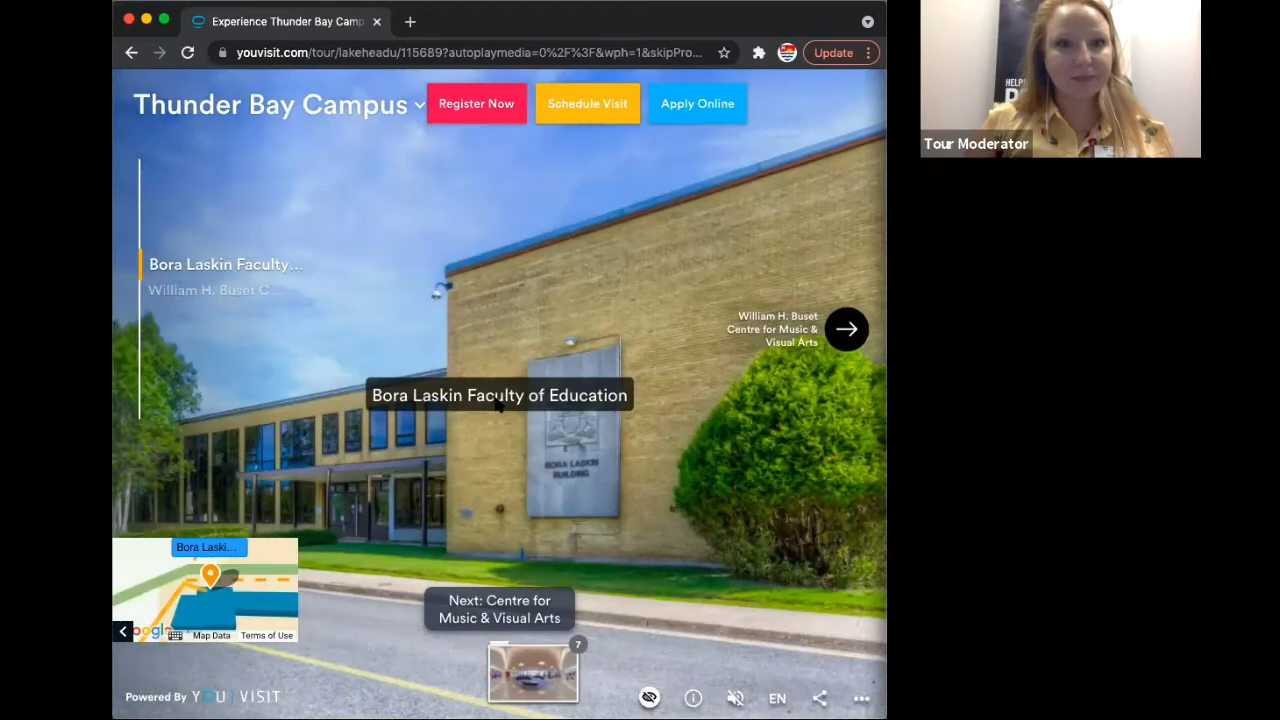 Experience Thunder Bay Camp
youvisit.com/tour/lakeheadu/115689?autoplaymedia=0%2F%3F&wph=1&skipPro...
Update
Thunder Bay Campus
Register Now
Schedule Visit
Apply Online
HELP
Tour Moderator
Bora Laskin Faculty...
William H. Buset C...
William H. Buset
Centre for Music &
Visual Arts
Bora Laskin Faculty of Education
BORA LASKIN
BUILDING
Bora Laski...
Google
Map Data
Terms of Use
Next: Centre for
Music & Visual Arts
7
Powered By YOUVISIT
EN